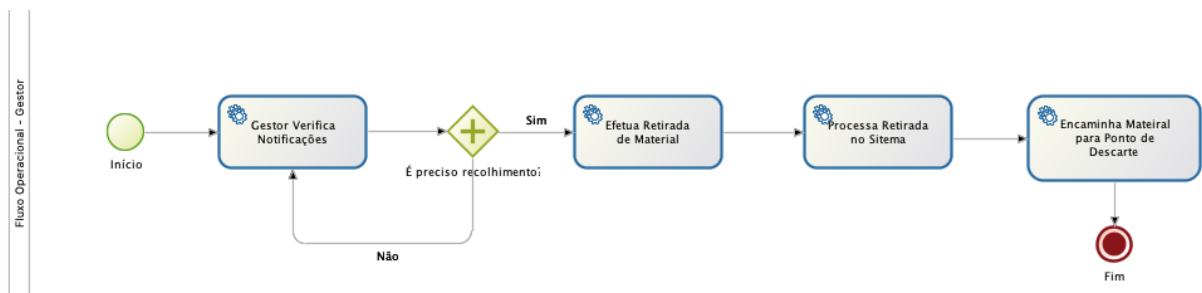 Fluxo Operacional - Gestor
Início
Gestor Verifica
Notificações
É preciso recolhimento?
Sim
Não
Efetua Retirada
de Material
Processa Retirada
no Sitema
Encaminha Mateiral
para Ponto de
Descarte
Fim